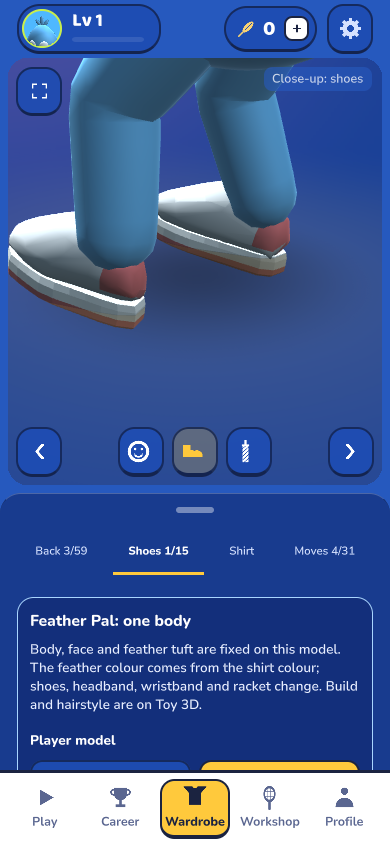 Lv 1
0
+
Close-up: shoes
Back 3/59
Shoes 1/15
Shirt
Moves 4/31
Feather Pal: one body
Body, face and feather tuft are fixed on this model.
The feather colour comes from the shirt colour;
shoes, headband, wristband and racket change. Build
and hairstyle are on Toy 3D.
Player model
Play
Career
Wardrobe
Workshop
Profile